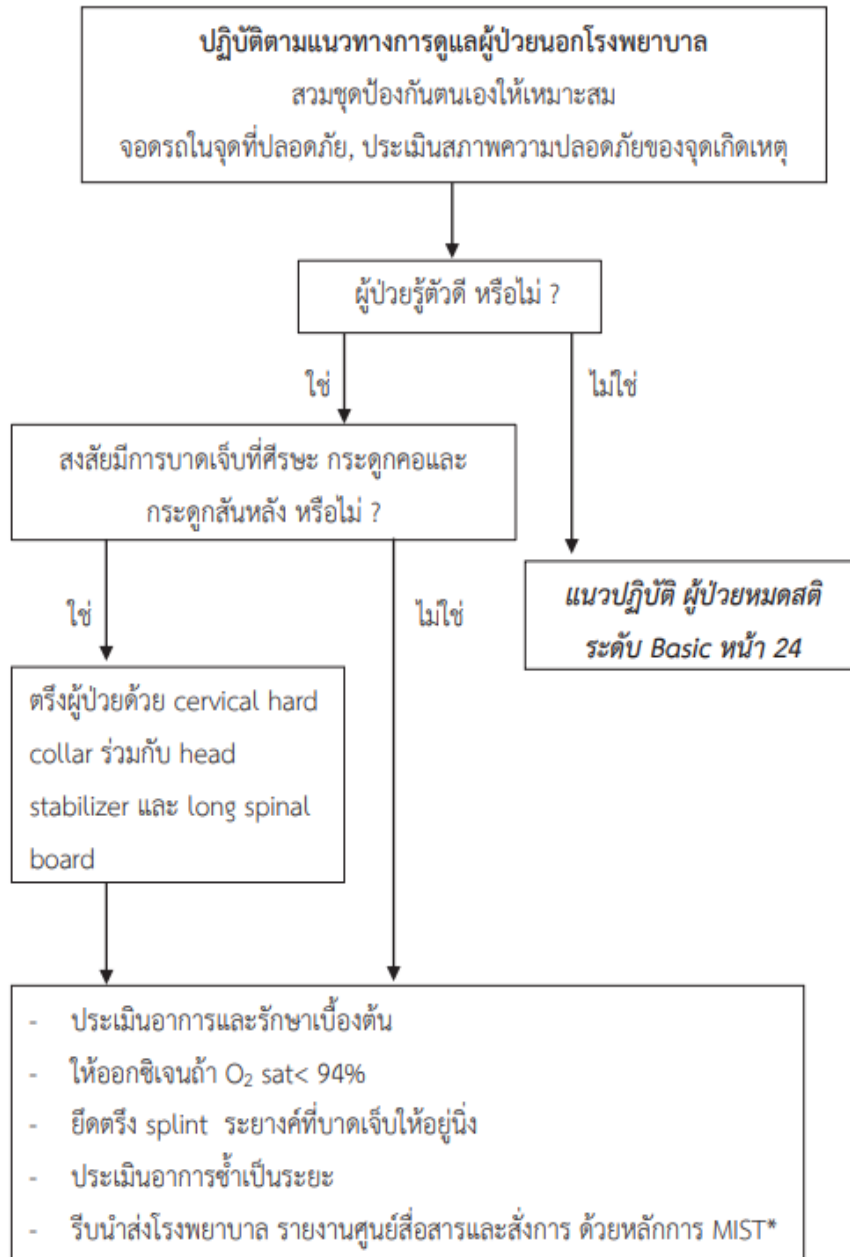 ปฏิบัติตามแนวทางการดูแลผู้ป่วยนอกโรงพยาบาล
สวมชุดป้องกันตนเองให้เหมาะสม
จอดรถในจุดที่ปลอดภัย, ประเมินสภาพความปลอดภัยของจุดเกิดเหตุ
ผู้ป่วยรู้ตัวดี หรือไม่ ?
ใช่
ไม่ใช่
สงสัยมีการบาดเจ็บที่ศีรษะ กระดูกคอและ
กระดูกสันหลัง หรือไม่ ?
ใช่
ไม่ใช่
แนวปฏิบัติ ผู้ป่วยหมดสติ
ระดับ Basic หน้า 24
ตรึงผู้ป่วยด้วย cervical hard
collar ร่วมกับ head
stabilizer และ long spinal
board
- ประเมินอาการและรักษาเบื้องต้น
- ให้ออกซิเจนถ้า O₂ sat< 94%
- ยึดตรึง splint ระยางค์ที่บาดเจ็บให้อยู่นิ่ง
- ประเมินอาการซ้ำเป็นระยะ
- รีบนำส่งโรงพยาบาล รายงานศูนย์สื่อสารและสั่งการ ด้วยหลักการ MIST*